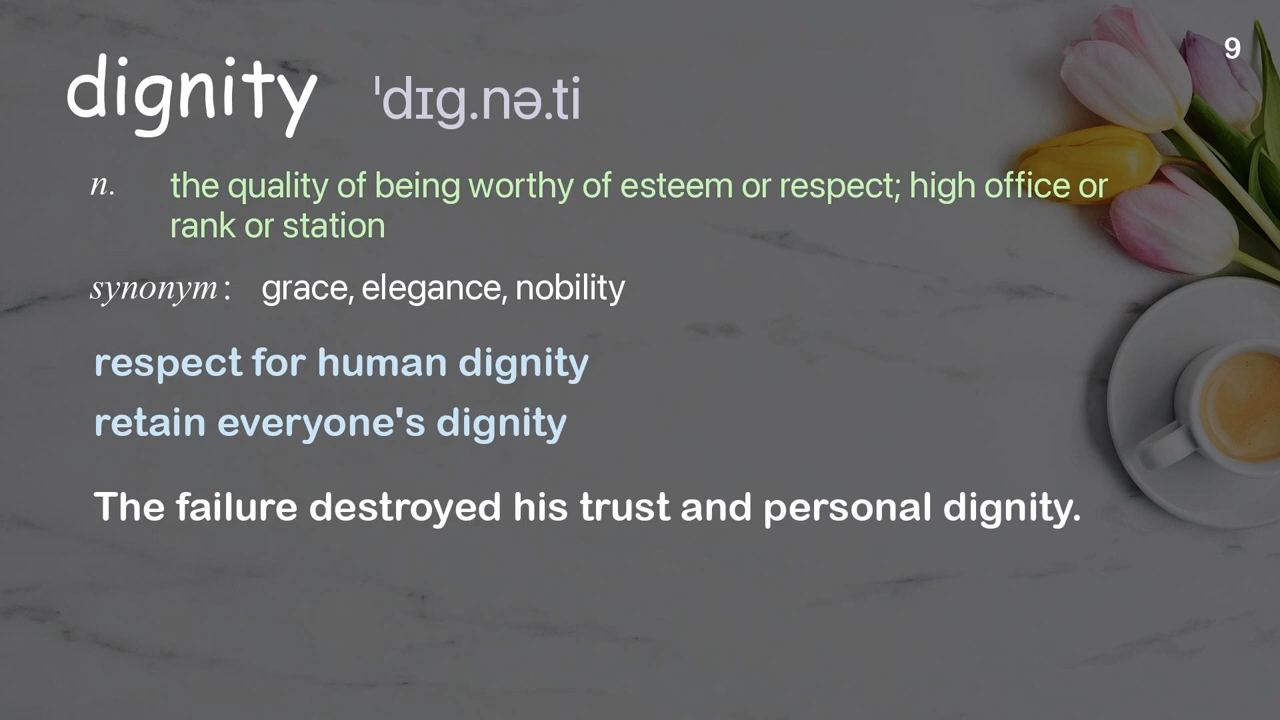 9
dignity ˈdɪg.nə.ti
n. the quality of being worthy of esteem or respect; high office or
rank or station
synonym: grace, elegance, nobility
respect for human dignity
retain everyone's dignity
The failure destroyed his trust and personal dignity.